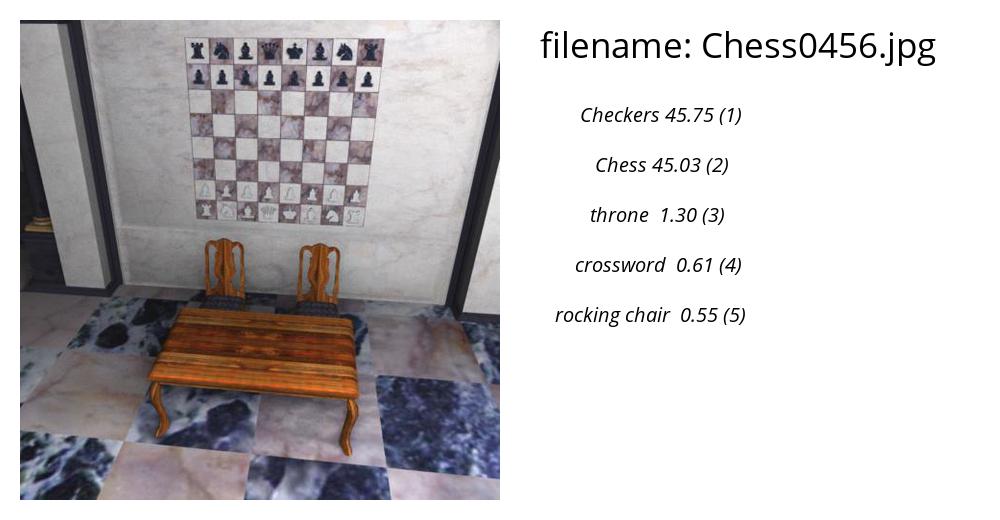 filename: Chess0456.jpg
Checkers 45.75 (1)
Chess 45.03 (2)
throne 1.30 (3)
crossword 0.61 (4)
rocking chair 0.55 (5)